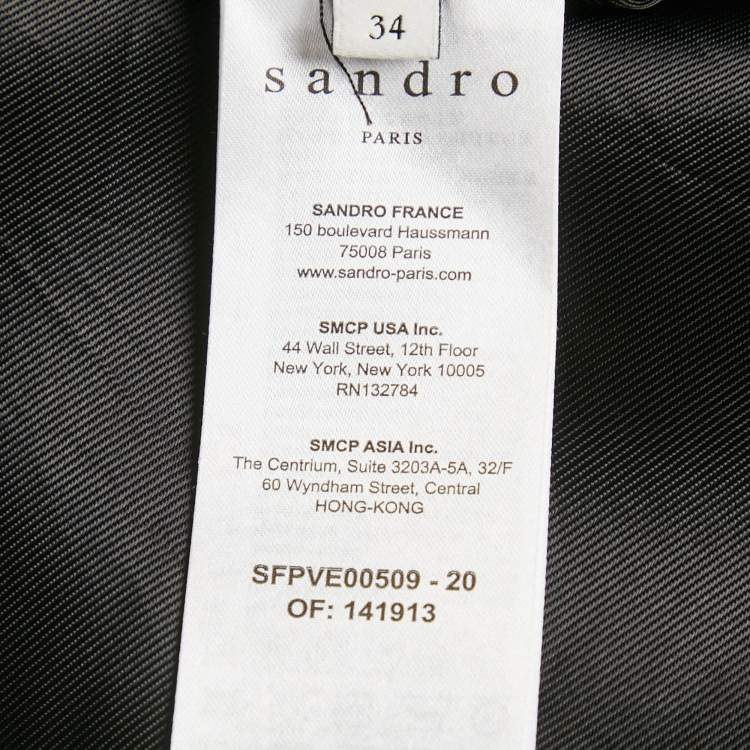 34
sandro
PARIS
SANDRO FRANCE
150 boulevard Haussmann
75008 Paris
www.sandro-paris.com
SMCP USA Inc.
44 Wall Street, 12th Floor
New York, New York 10005
RN132784
SMCP ASIA Inc.
The Centrium, Suite 3203A-5A, 32/F
60 Wyndham Street, Central
HONG-KONG
SFPVE00509 - 20
OF: 141913